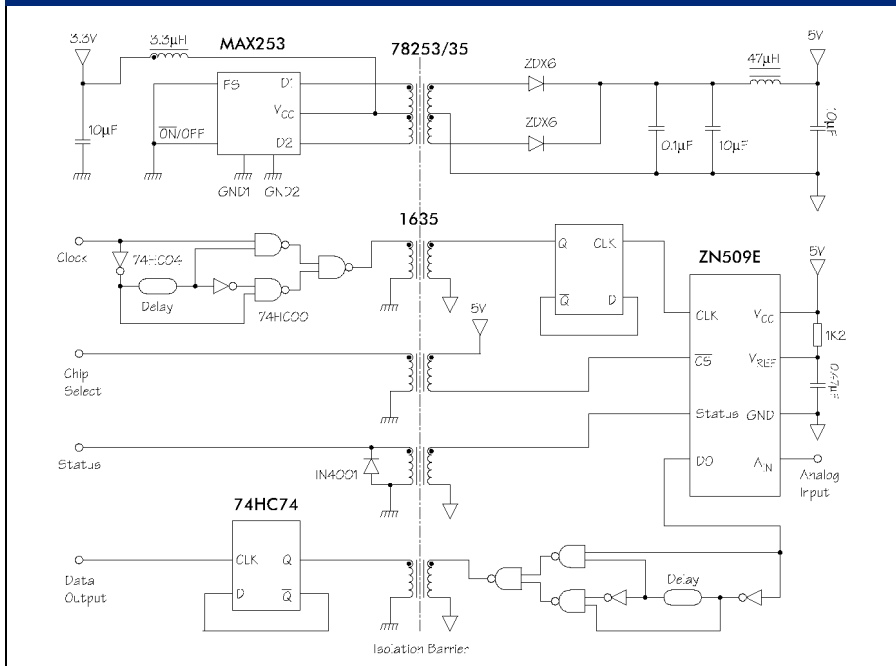 3.3V
3.3µH
MAX253
78253/35
ZDX6
47µH
5V
FS
D1
VCC
10µF
ON/OFF
D2
GND1
GND2
ZDX6
0.1µF
10µF
10µF
1635
Clock
74HC04
Delay
74HC00
Q
CLK
Q
D
ZN509E
5V
CLK
VCC
1K2
CS
VREF
0.47µF
Status
GND
DO
AIN
Analog
Input
5V
Chip
Select
Status
IN4001
74HC74
CLK
Q
D
Q
Data
Output
Delay
Isolation Barrier